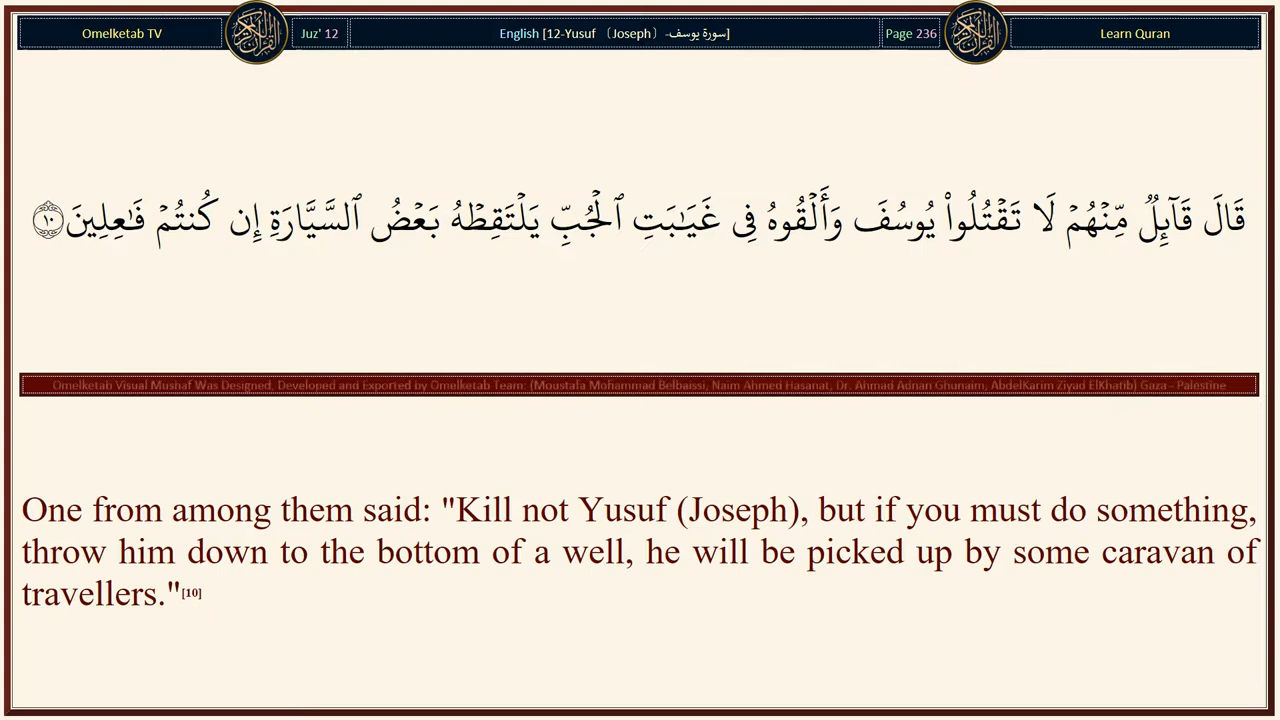 Omelketab TV
Juz' 12
English [12-Yusuf （Joseph）-سورة يوسف]
Page 236
Learn Quran
قَالَ قَآئِلٌ مِّنْهُمْ لَا تَقْتُلُوا۟ يُوسُفَ وَأَلْقُوهُ فِى غَيَـٰبَتِ ٱلْجُبِّ يَلْتَقِطْهُ بَعْضُ ٱلسَّيَّارَةِ إِن كُنتُمْ فَـٰعِلِينَ ١٠
Omelketab Visual Mushaf Was Designed, Developed and Exported by Omelketab Team: (Moustafa Mohammad Belbaissi, Naim Ahmed Hasanat, Dr. Ahmad Adnan Ghunaim, AbdelKarim Ziyad ElKhatib) Gaza - Palestine
One from among them said: "Kill not Yusuf (Joseph), but if you must do something,
throw him down to the bottom of a well, he will be picked up by some caravan of
travellers."[10]